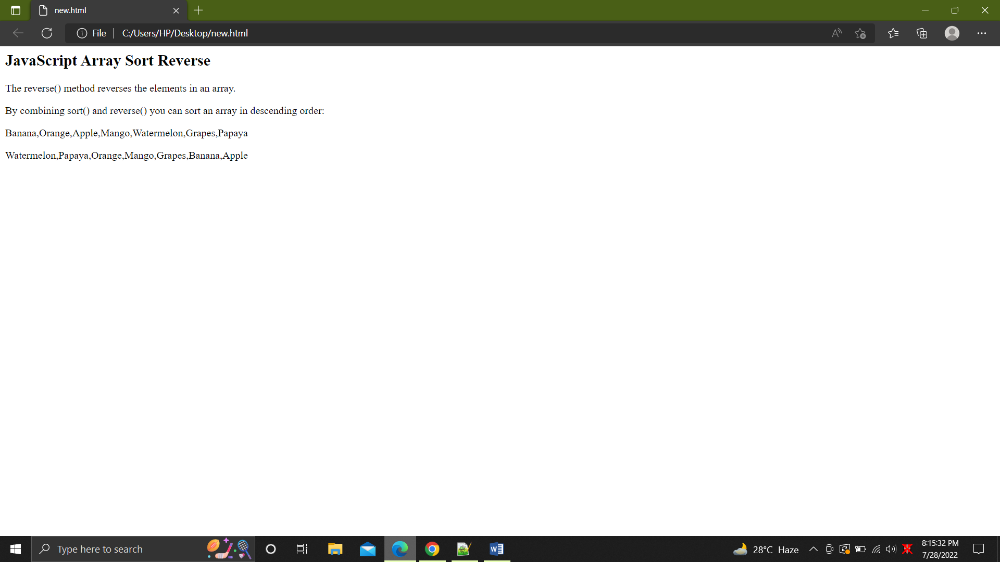 new.html
File
C:/Users/HP/Desktop/new.html
JavaScript Array Sort Reverse
The reverse() method reverses the elements in an array.
By combining sort() and reverse() you can sort an array in descending order:
Banana,Orange,Apple,Mango,Watermelon,Grapes,Papaya
Watermelon,Papaya,Orange,Mango,Grapes,Banana,Apple
Type here to search
28°C Haze
8:15:32 PM
7/28/2022